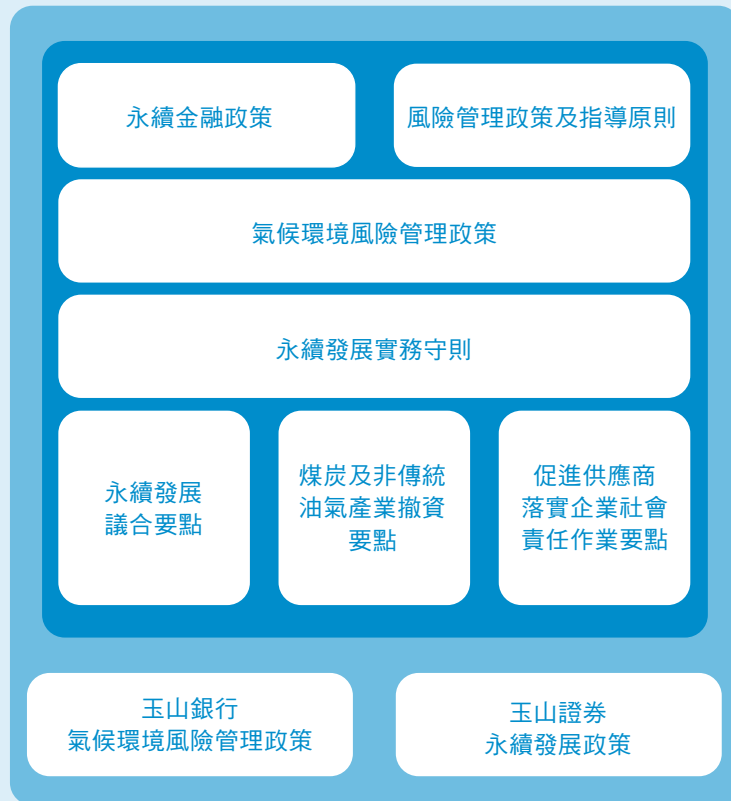 永續金融政策
風險管理政策及指導原則
氣候環境風險管理政策
永續發展實務守則
永續發展
議合要點
煤炭及非傳統
油氣產業撤資
要點
促進供應商
落實企業社會
責任作業要點
玉山銀行
氣候環境風險管理政策
玉山證券
永續發展政策